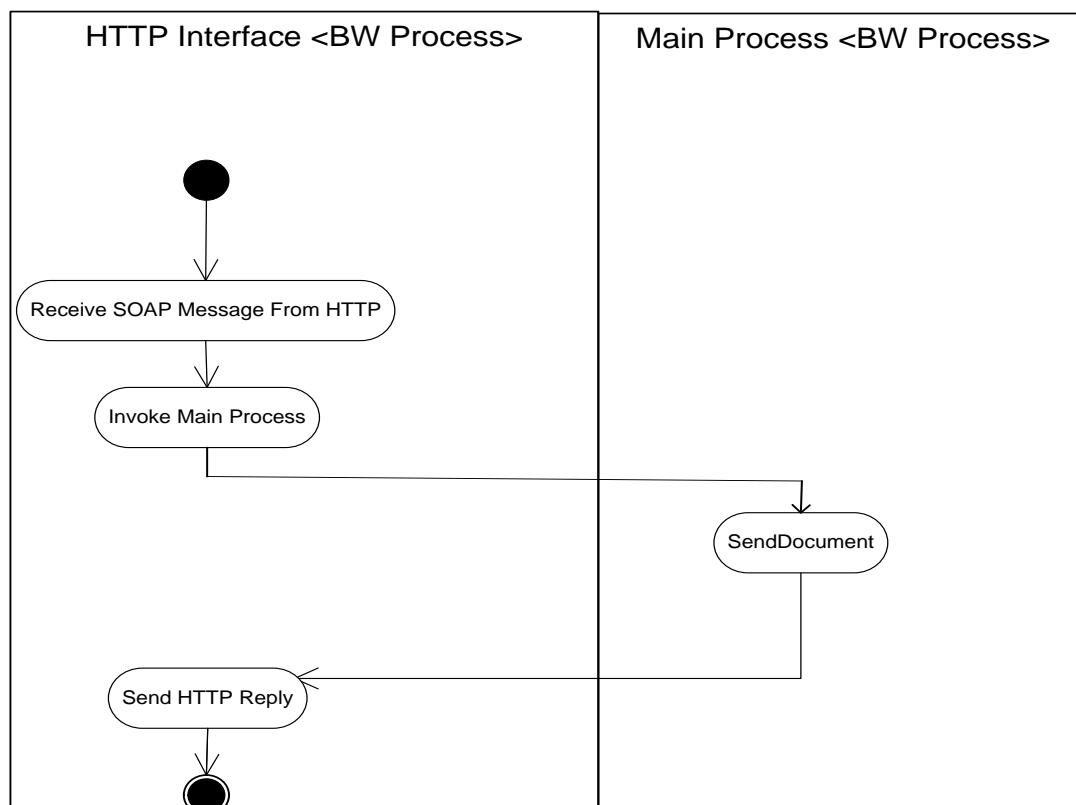 HTTP Interface <BW Process>
Main Process <BW Process>
Receive SOAP Message From HTTP
Invoke Main Process
SendDocument
Send HTTP Reply